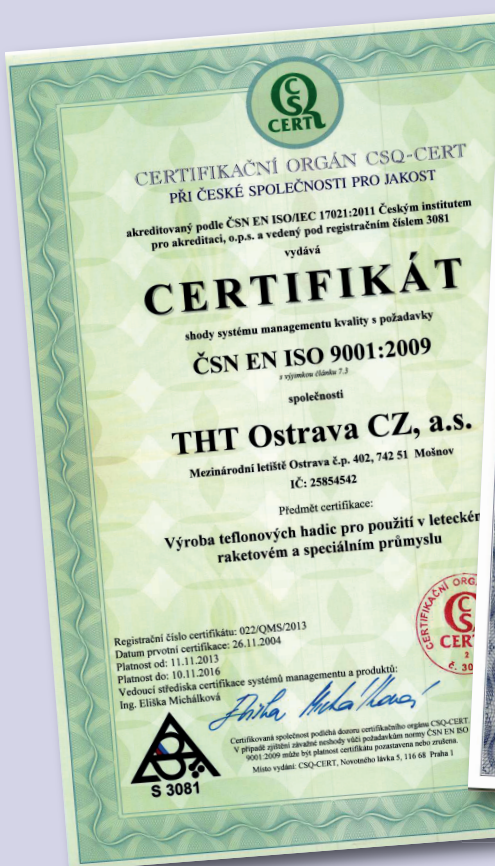 CSQ
CERT
CERTIFIKAČNÍ ORGÁN CSQ-CERT
PŘI ČESKÉ SPOLEČNOSTI PRO JAKOST
akreditovaný podle ČSN EN ISO/IEC 17021:2011 Českým institutem
pro akreditaci, o.p.s. a vedený pod registračním číslem 3081
vydává
CERTIFIKÁT
shody systému managementu kvality s požadavky
ČSN EN ISO 9001:2009
s výjimkou článku 7.3
společnosti
THT Ostrava CZ, a.s.
Mezinárodní letiště Ostrava č.p. 402, 742 51 Mošnov
IČ: 25854542
Předmět certifikace:
Výroba teflonových hadic pro použití v leteckém
raketovém a speciálním průmyslu
Registrační číslo certifikátu: 022/QMS/2013
Datum prvotní certifikace: 26.11.2004
Platnost od: 11.11.2013
Platnost do: 10.11.2016
Vedoucí střediska certifikace systémů managementu a produktů:
Ing. Eliška Michálková
Eliška Michálková
Certifikovaná společnost podléhá dozoru certifikačního orgánu CSQ-CERT.
V případě zjištění závažné neshody vůči požadavkům normy ČSN EN ISO
9001:2009 může být platnost certifikátu pozastavena nebo zrušena.
Místo vydání: CSQ-CERT, Novotného lávka 5, 116 68 Praha 1
S 3081